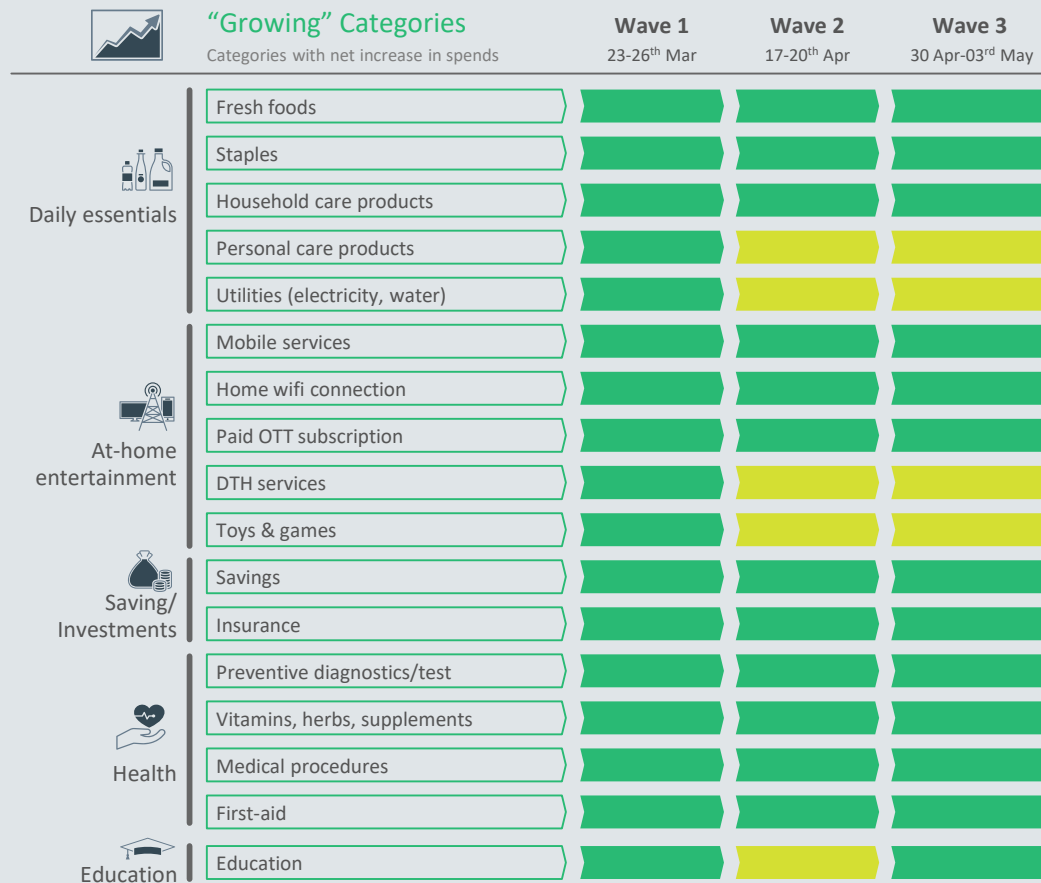 “Growing” Categories
Categories with net increase in spends
Wave 1
23-26th Mar
Wave 2
17-20th Apr
Wave 3
30 Apr-03rd May
Daily essentials
Fresh foods
Staples
Household care products
Personal care products
Utilities (electricity, water)
At-home
entertainment
Mobile services
Home wifi connection
Paid OTT subscription
DTH services
Toys & games
Saving/
Investments
Savings
Insurance
Health
Preventive diagnostics/test
Vitamins, herbs, supplements
Medical procedures
First-aid
Education
Education